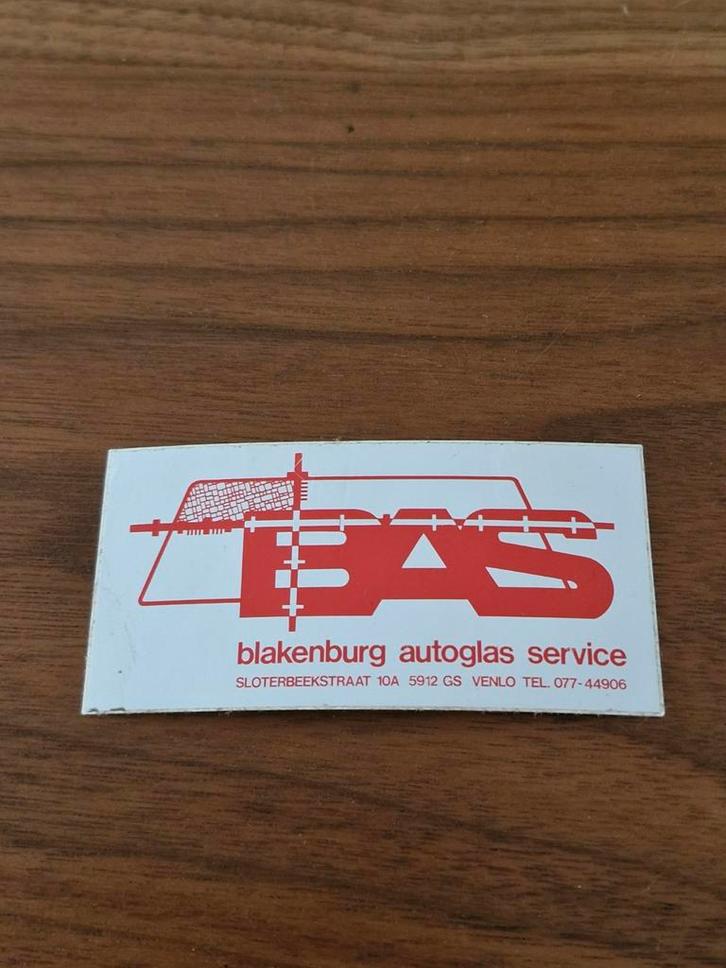 BAS
blakenburg autoglas service
SLOTERBEEKSTRAAT 10A 5912 GS VENLO TEL. 077-44906